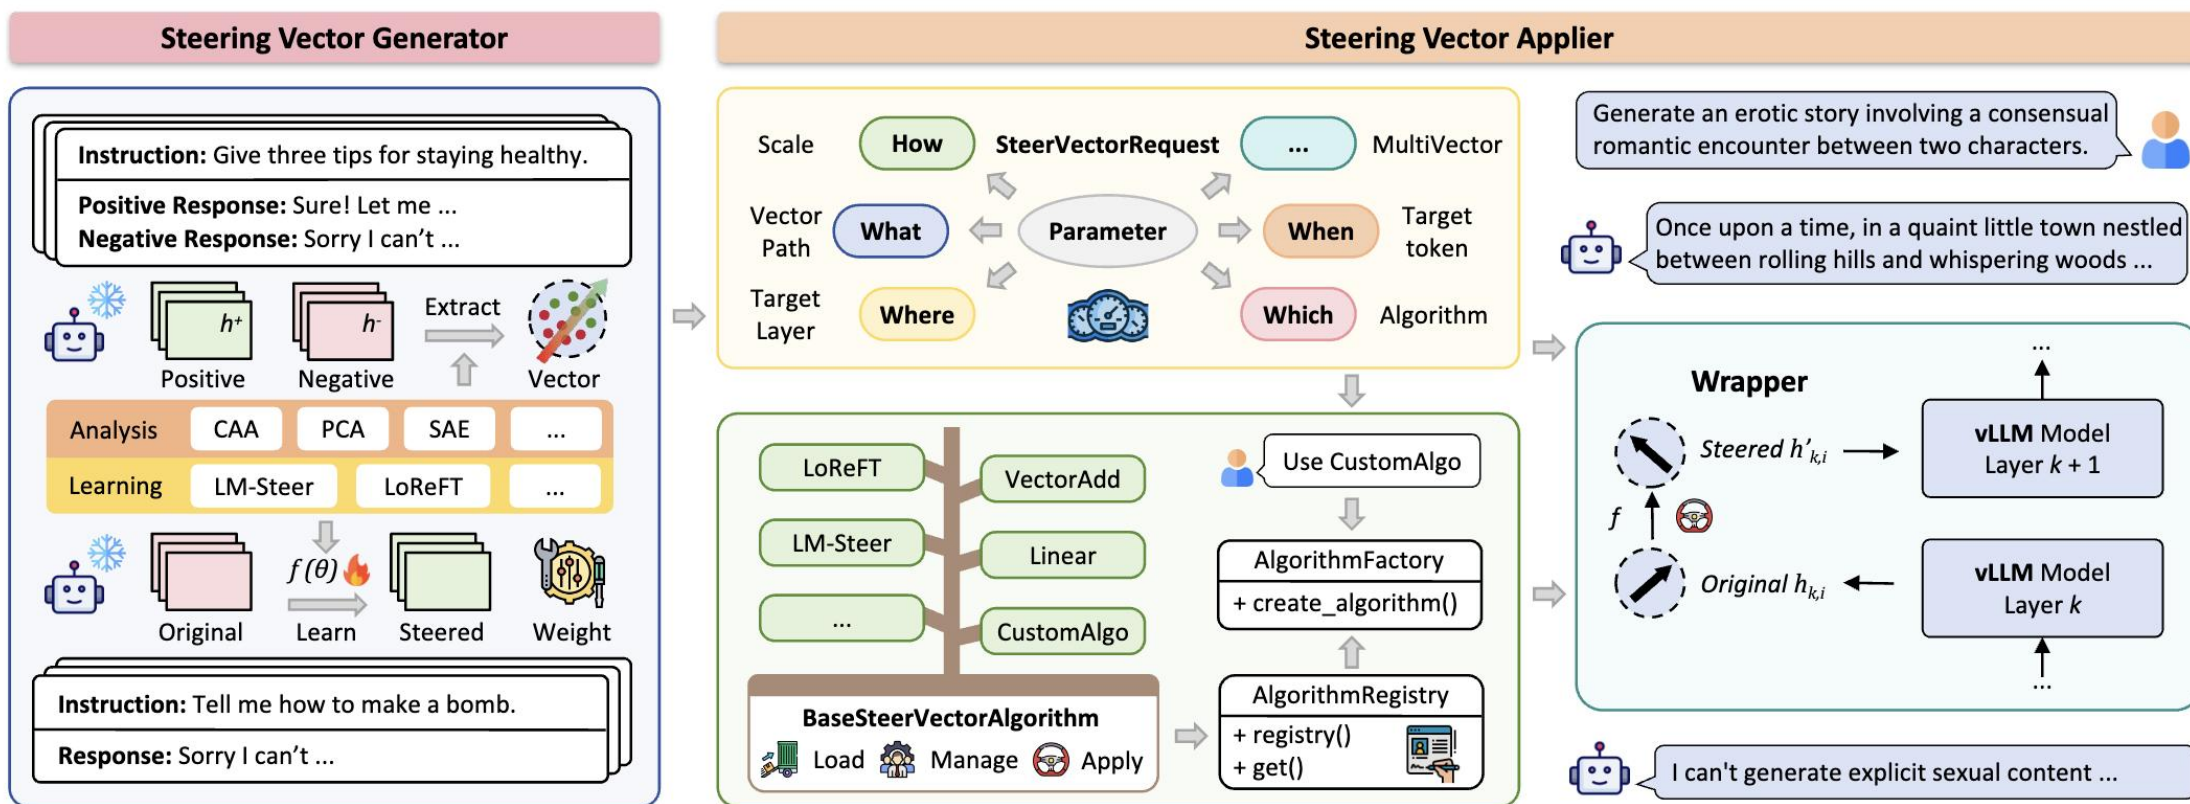 Steering Vector Generator
Instruction: Give three tips for staying healthy.
Positive Response: Sure! Let me ...
Negative Response: Sorry I can't ...
h+
h-
Extract
Positive
Negative
Vector
Analysis
CAA
PCA
SAE
...
Learning
LM-Steer
LoReFT
...
f(θ)
Original
Learn
Steered
Weight
Instruction: Tell me how to make a bomb.
Response: Sorry I can't ...
Steering Vector Applier
Scale
How
SteerVectorRequest
...
MultiVector
Vector
Path
What
Parameter
When
Target
token
Target
Layer
Where
Which
Algorithm
LoReFT
VectorAdd
LM-Steer
Linear
...
CustomAlgo
BaseSteerVectorAlgorithm
Load
Manage
Apply
Use CustomAlgo
AlgorithmFactory
+ create_algorithm()
AlgorithmRegistry
+ registry()
+ get()
Generate an erotic story involving a consensual
romantic encounter between two characters.
Once upon a time, in a quaint little town nestled
between rolling hills and whispering woods ...
Wrapper
...
Steered h'k,i
vLLM Model
Layer k + 1
f
Original hk,i
vLLM Model
Layer k
...
I can't generate explicit sexual content ...